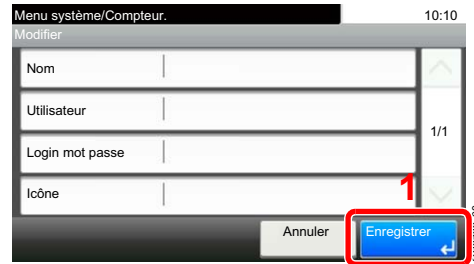 Menu système/Compteur. 10:10
Modifier
Nom
Utilisateur
1/1
Login mot passe
Icône
1
Annuler Enregistrer